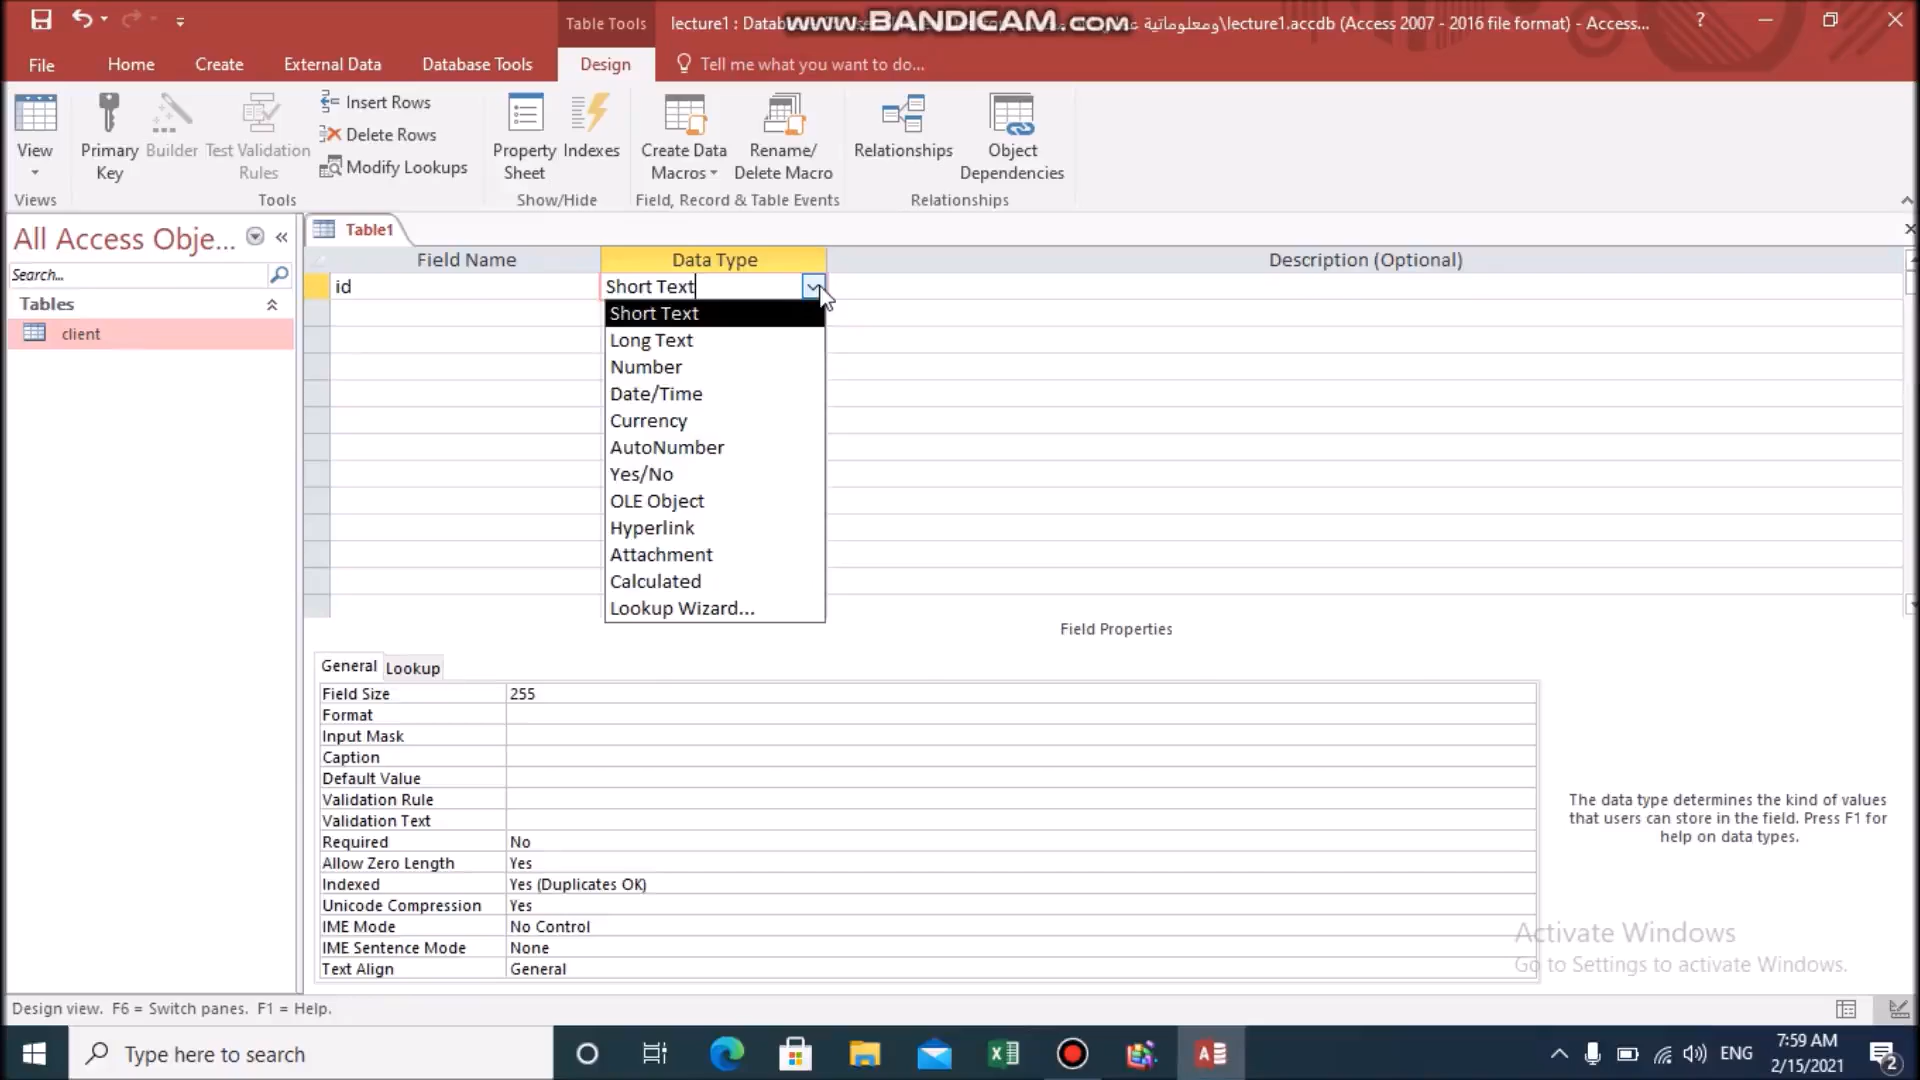 Table Tools
lecture1 : Datab
www.BANDICAM.com
ومعلوماتية\lecture1.accdb (Access 2007 - 2016 file format) - Access...
?
File
Home
Create
External Data
Database Tools
Design
Tell me what you want to do...
View
Primary Key
Builder
Test Validation Rules
Insert Rows
Delete Rows
Modify Lookups
Property Sheet
Indexes
Create Data Macros
Rename/ Delete Macro
Relationships
Object Dependencies
Views
Tools
Show/Hide
Field, Record & Table Events
Relationships
All Access Obje...
Search...
Tables
client
Table1
Field Name
Data Type
Description (Optional)
id
Short Text
Short Text
Long Text
Number
Date/Time
Currency
AutoNumber
Yes/No
OLE Object
Hyperlink
Attachment
Calculated
Lookup Wizard...
Field Properties
General
Lookup
Field Size 255
Format
Input Mask
Caption
Default Value
Validation Rule
Validation Text
Required No
Allow Zero Length Yes
Indexed Yes (Duplicates OK)
Unicode Compression Yes
IME Mode No Control
IME Sentence Mode None
Text Align General
The data type determines the kind of values
that users can store in the field. Press F1 for
help on data types.
Activate Windows
Go to Settings to activate Windows.
Design view. F6 = Switch panes. F1 = Help.
Type here to search
ENG
7:59 AM
2/15/2021
2